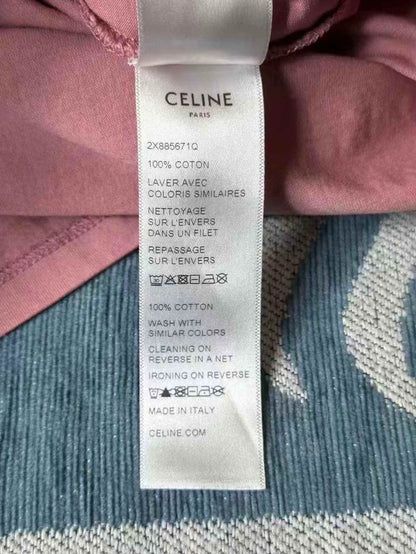 CELINE
PARIS
2X885671Q
100% COTON
LAVER AVEC
COLORIS SIMILAIRES
NETTOYAGE
SUR L'ENVERS
DANS UN FILET
REPASSAGE
SUR L'ENVERS
100% COTTON
WASH WITH
SIMILAR COLORS
CLEANING ON
REVERSE IN A NET
IRONING ON REVERSE
MADE IN ITALY
CELINE.COM